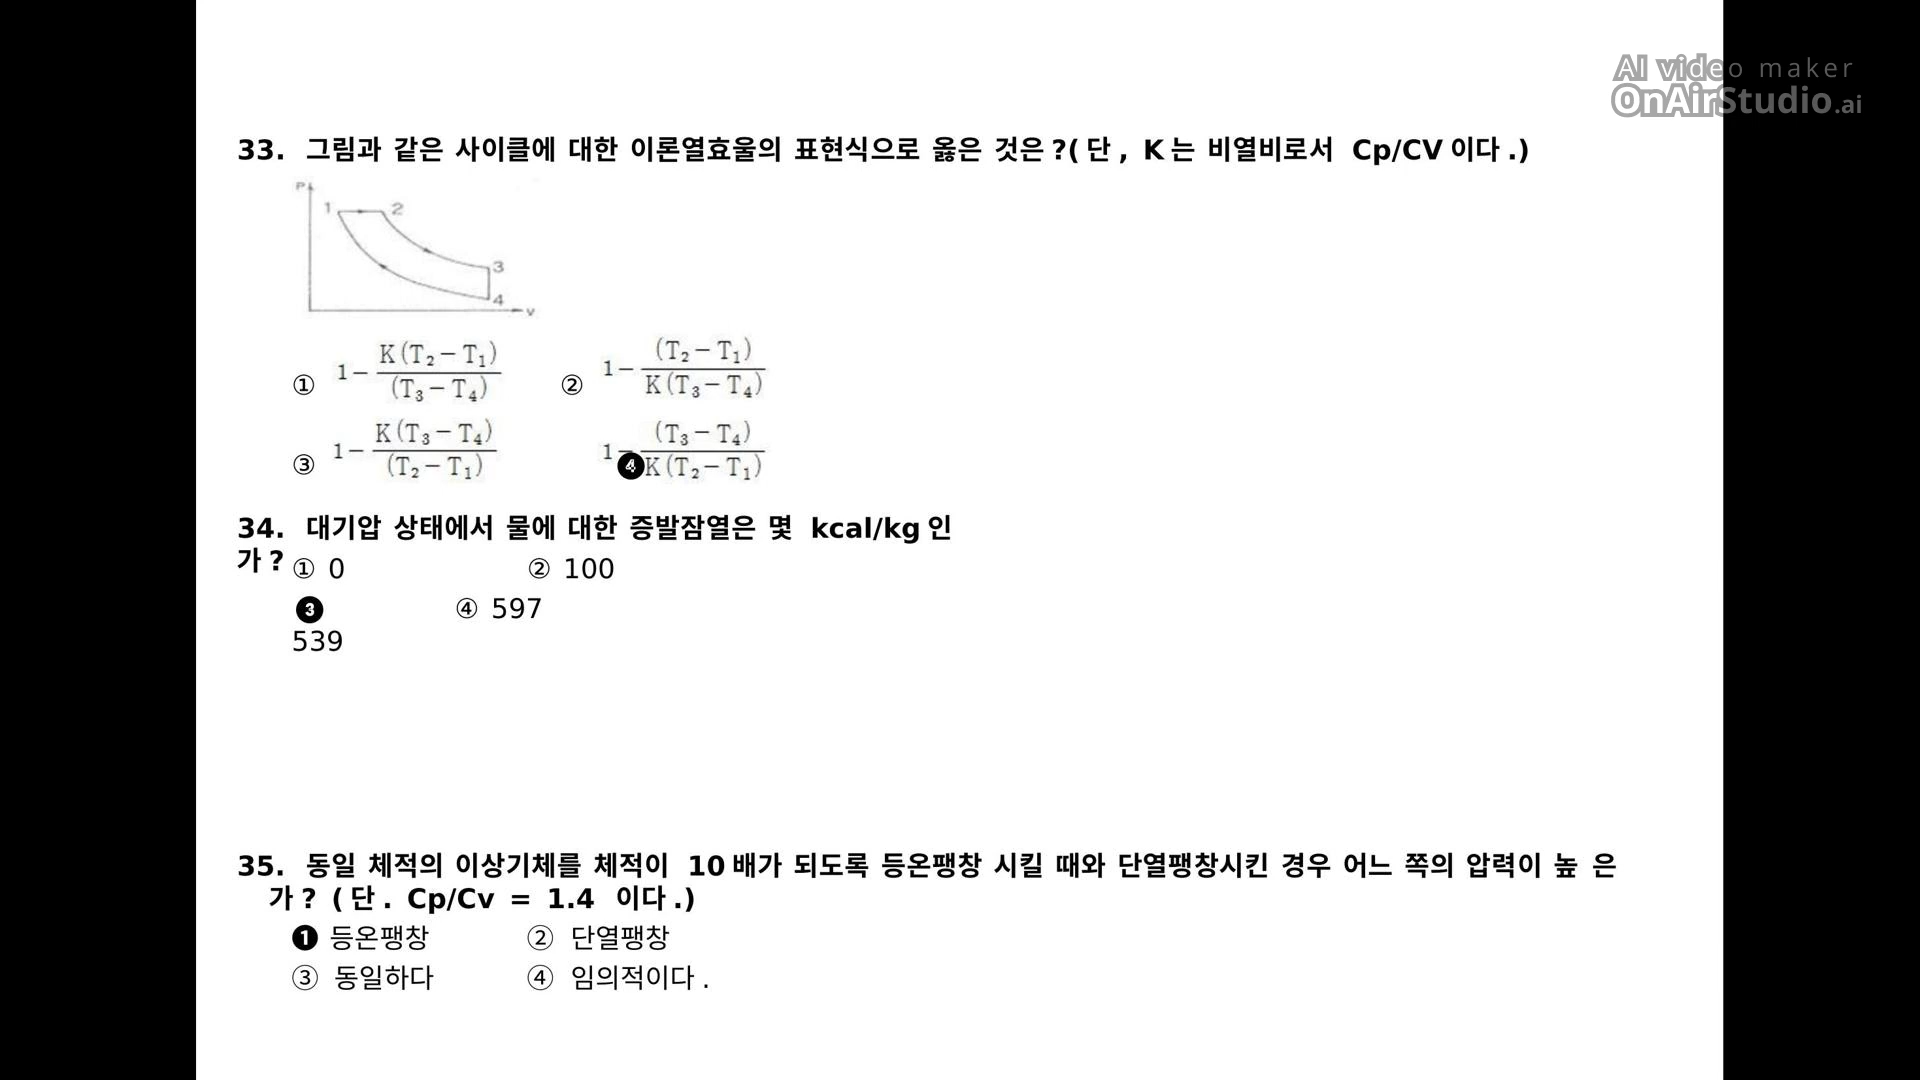 AI video maker
OnAirStudio.ai
33. 그림과 같은 사이클에 대한 이론열효율의 표현식으로 옳은 것은?(단, K는 비열비로서 Cp/CV이다.)
P
1 2
3
4
V
① 1− K(T₂−T₁)/(T₃−T₄) ② 1− (T₂−T₁)/K(T₃−T₄)
③ 1− K(T₃−T₄)/(T₂−T₁) ❹ 1− (T₃−T₄)/K(T₂−T₁)
34. 대기압 상태에서 물에 대한 증발잠열은 몇 kcal/kg인
가?
① 0 ② 100
❸ ④ 597
539
35. 동일 체적의 이상기체를 체적이 10배가 되도록 등온팽창 시킬 때와 단열팽창시킨 경우 어느 쪽의 압력이 높 은
가? (단. Cp/Cv = 1.4 이다.)
❶ 등온팽창 ② 단열팽창
③ 동일하다 ④ 임의적이다.